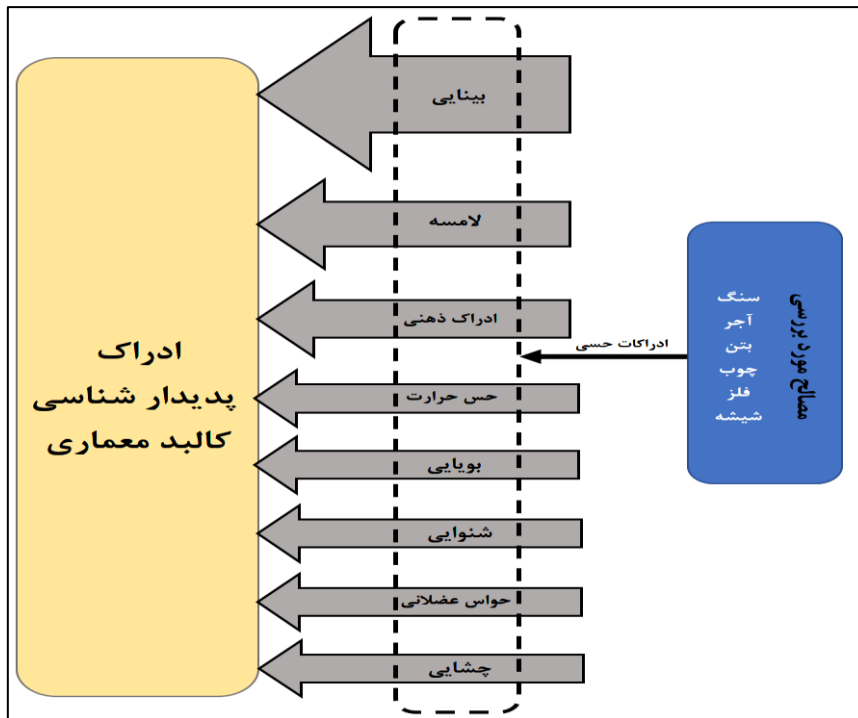 مصالح مورد بررسی
سنگ
آجر
بتن
چوب
فلز
شیشه
ادراکات حسی
بینایی
لامسه
ادراک ذهنی
حس حرارت
بویایی
شنوایی
حواس عضلانی
چشایی
ادراک
پدیدار شناسی
کالبد معماری